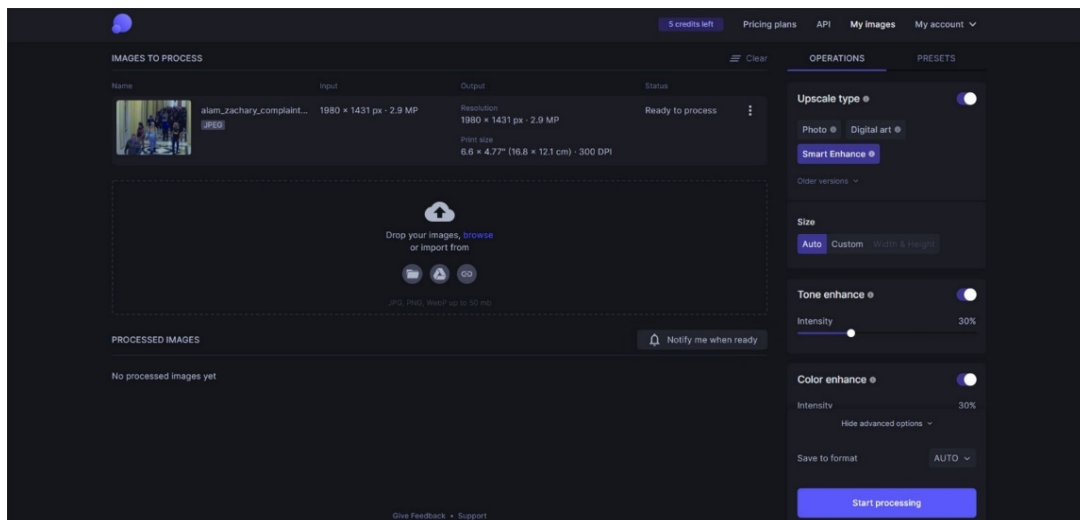 5 credits left Pricing plans API My images My account
IMAGES TO PROCESS
Clear
Name Input Output Status
alam_zachary_complaint... 1980 × 1431 px · 2.9 MP
JPEG
Resolution
1980 × 1431 px · 2.9 MP
Print size
6.6 × 4.77" (16.8 × 12.1 cm) · 300 DPI
Ready to process
Drop your images, browse
or import from
JPG, PNG, WebP up to 50 mb
PROCESSED IMAGES
Notify me when ready
No processed images yet
Give Feedback • Support
OPERATIONS PRESETS
Upscale type
Photo Digital art
Smart Enhance
Older versions
Size
Auto Custom Width & Height
Tone enhance
Intensity 30%
Color enhance
Intensity 30%
Hide advanced options
Save to format AUTO
Start processing